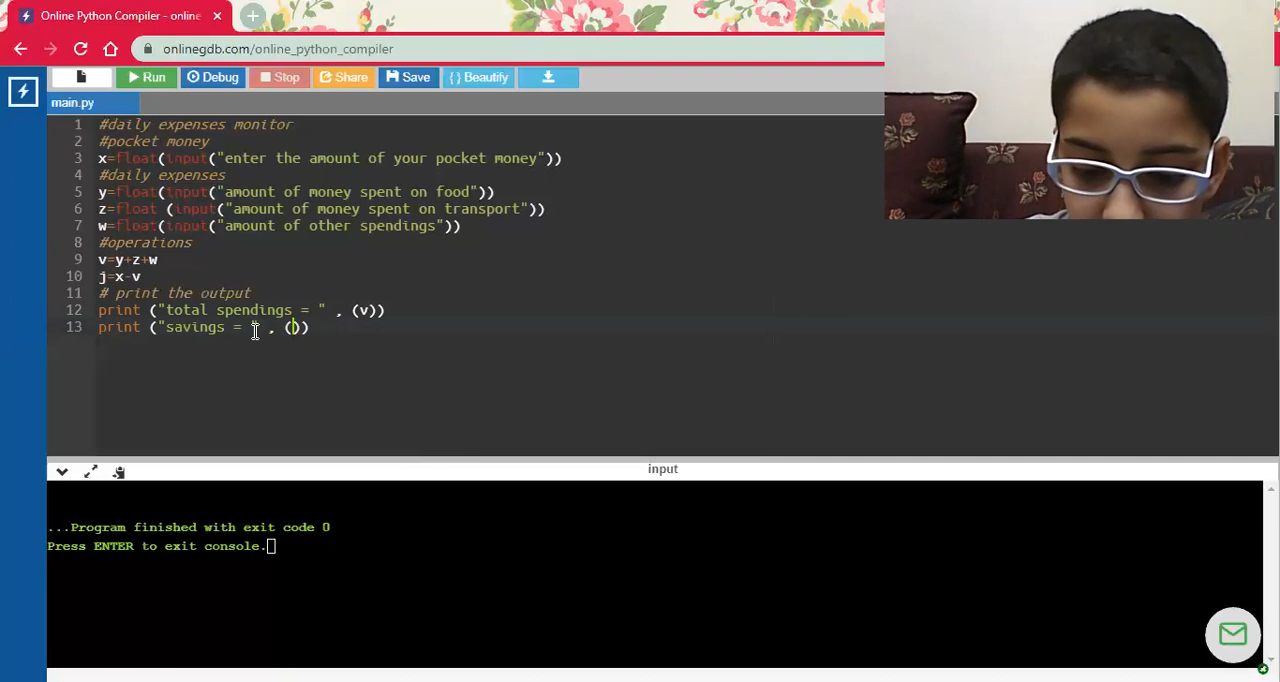 Online Python Compiler - online
onlinegdb.com/online_python_compiler
Run Debug Stop Share Save { } Beautify
main.py
1 #daily expenses monitor
2 #pocket money
3 x=float(input("enter the amount of your pocket money"))
4 #daily expenses
5 y=float(input("amount of money spent on food"))
6 z=float (input("amount of money spent on transport"))
7 w=float(input("amount of other spendings"))
8 #operations
9 v=y+z+w
10 j=x-v
11 # print the output
12 print ("total spendings = " , (v))
13 print ("savings = " , ())
input
...Program finished with exit code 0
Press ENTER to exit console.